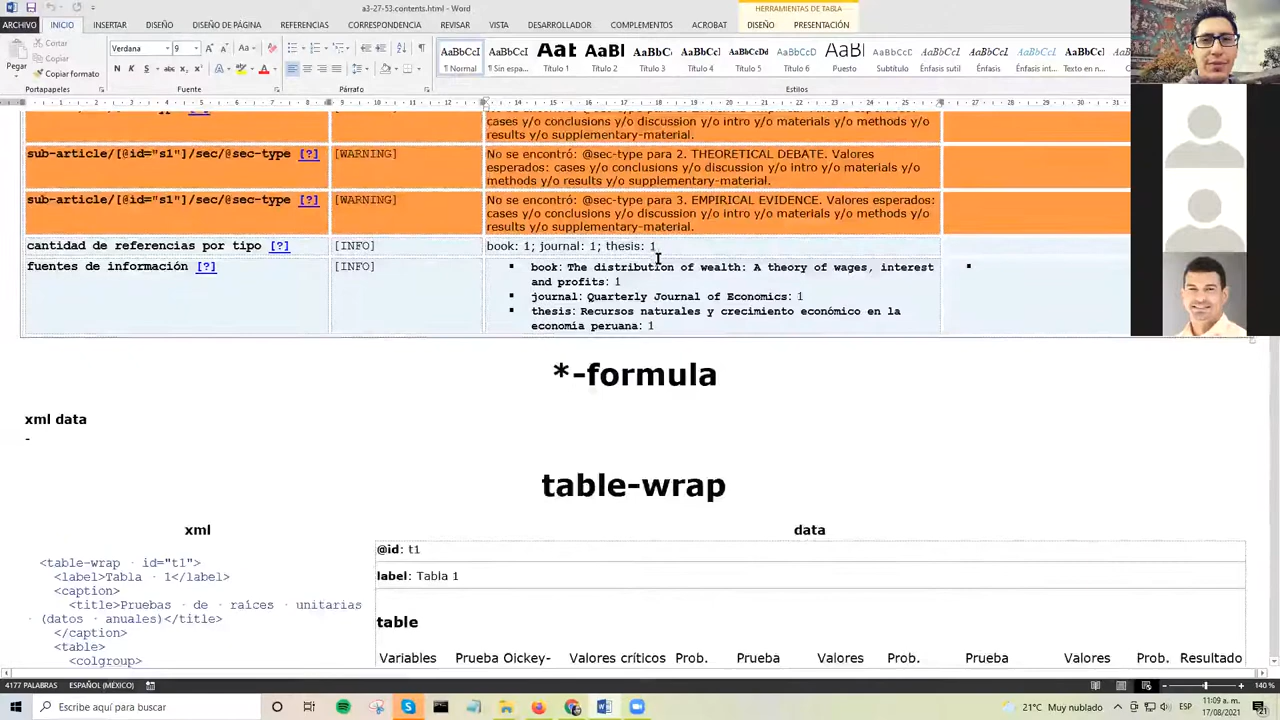 a3-27-53.contents.html - Word
HERRAMIENTAS DE TABLA
ARCHIVO INICIO INSERTAR DISEÑO DISEÑO DE PÁGINA REFERENCIAS CORRESPONDENCIA REVISAR VISTA DESARROLLADOR COMPLEMENTOS ACROBAT DISEÑO PRESENTACIÓN
Cortar
Copiar
Copiar formato
Pegar
Verdana 9
N
AaBbCcI AaBbCcI AaBb AaBbI AaBbCc AaBbCcI AaBbCcDd AaBbCcDd AaBb AaBbCcI AaBbCcI AaBbCcI AaBbCcI AaBbCcI
¶ Normal ¶ Sin espa... Título 1 Título 2 Título 3 Título 4 Título 5 Título 6 Puesto Subtítulo Énfasis sutil Énfasis Énfasis int... Texto en n...
Portapapeles Fuente Párrafo Estilos
cases y/o conclusions y/o discussion y/o intro y/o materials y/o methods y/o
results y/o supplementary-material.
sub-article/[@id="s1"]/sec/@sec-type [?] [WARNING] No se encontró: @sec-type para 2. THEORETICAL DEBATE. Valores
esperados: cases y/o conclusions y/o discussion y/o intro y/o materials y/o
methods y/o results y/o supplementary-material.
sub-article/[@id="s1"]/sec/@sec-type [?] [WARNING] No se encontró: @sec-type para 3. EMPIRICAL EVIDENCE. Valores esperados:
cases y/o conclusions y/o discussion y/o intro y/o materials y/o methods y/o
results y/o supplementary-material.
cantidad de referencias por tipo [?] [INFO] book: 1; journal: 1; thesis: 1
fuentes de información [?] [INFO] ▪ book: The distribution of wealth: A theory of wages, interest
and profits: 1
▪ journal: Quarterly Journal of Economics: 1
▪ thesis: Recursos naturales y crecimiento económico en la
economía peruana: 1
*-formula
xml data
-
table-wrap
xml data
<table-wrap · id="t1">
<label>Tabla · 1</label>
<caption>
<title>Pruebas · de · raíces · unitarias
· (datos · anuales)</title>
</caption>
<table>
<colgroup>
@id: t1
label: Tabla 1
table
Variables Prueba Oickey- Valores críticos Prob. Prueba Valores Prob. Prueba Valores Prob. Resultado
4177 PALABRAS ESPAÑOL (MÉXICO) 140 %
Escribe aquí para buscar
21°C Muy nublado ESP 11:09 a. m.
17/08/2021
21